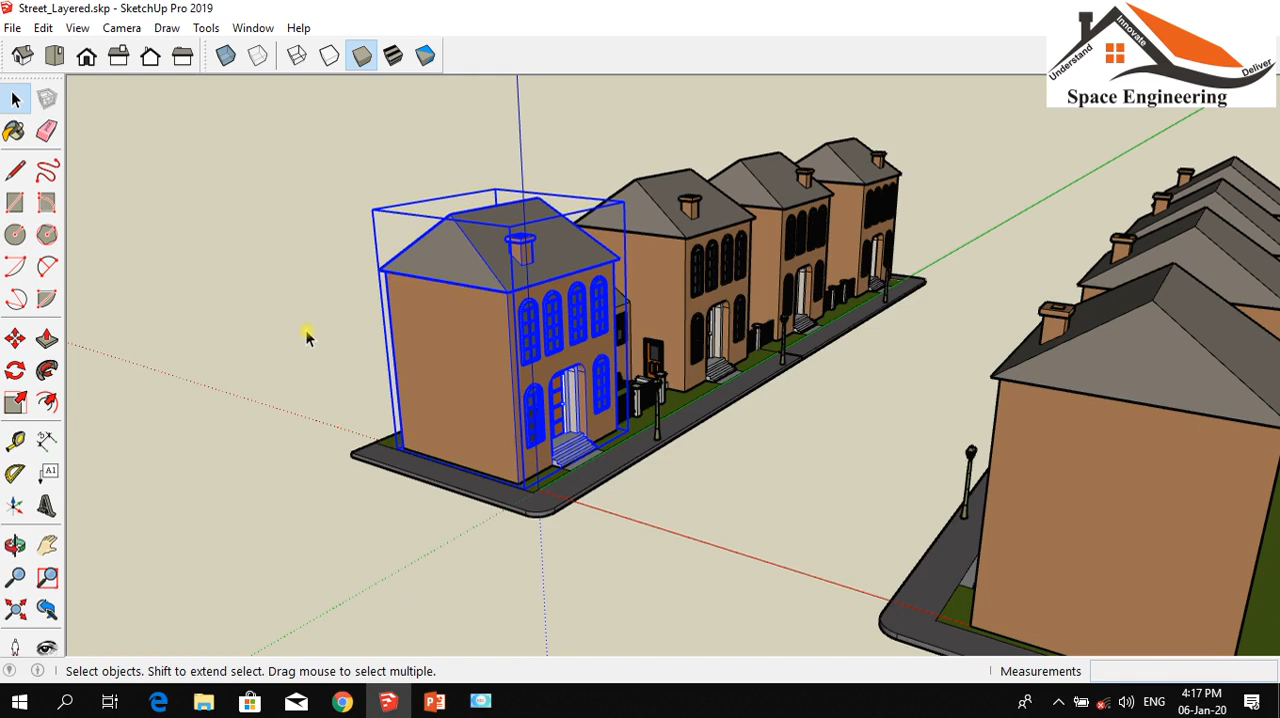 Street_Layered.skp - SketchUp Pro 2019
File Edit View Camera Draw Tools Window Help
Understand
Innovate
Deliver
Space Engineering
A1
Select objects. Shift to extend select. Drag mouse to select multiple.
Measurements
ENG
4:17 PM
06-Jan-20